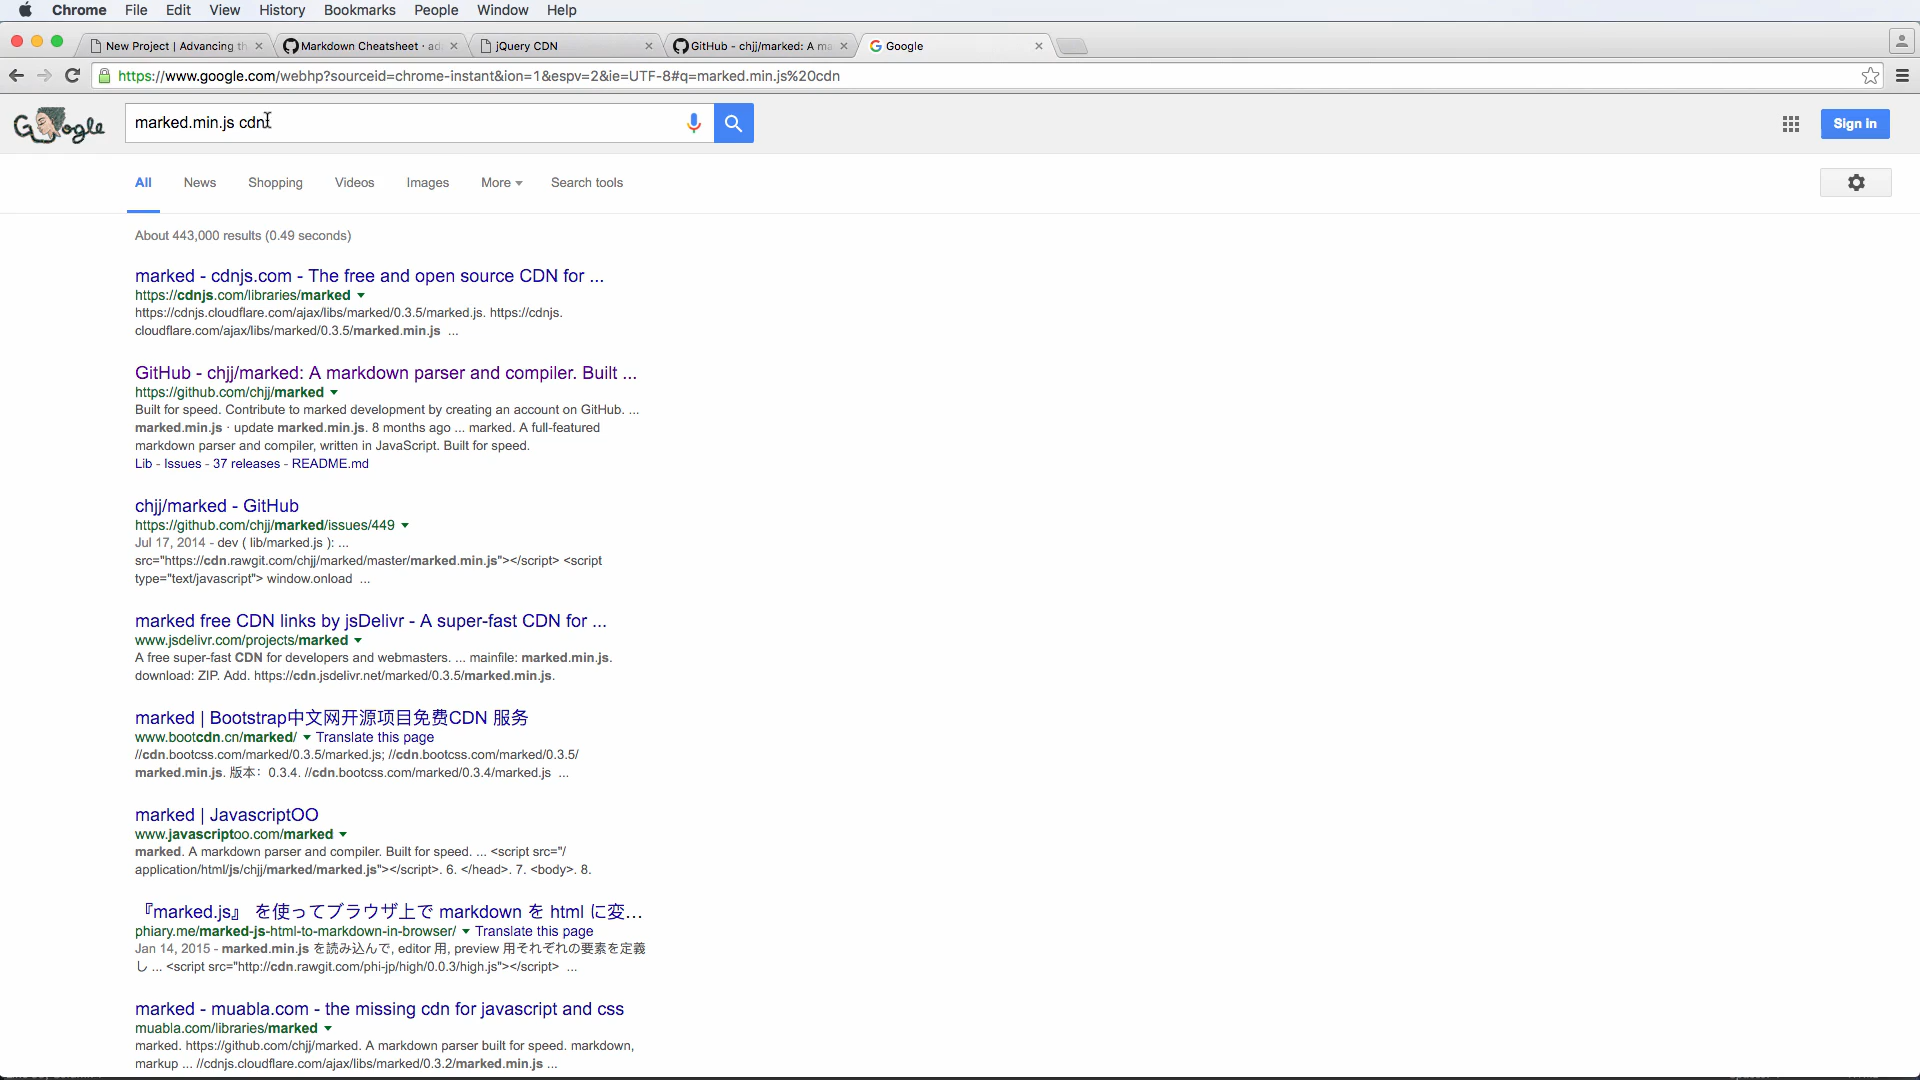 Chrome File Edit View History Bookmarks People Window Help
New Project | Advancing th
Markdown Cheatsheet · ad
jQuery CDN
GitHub - chjj/marked: A ma
Google
https://www.google.com/webhp?sourceid=chrome-instant&ion=1&espv=2&ie=UTF-8#q=marked.min.js%20cdn
Google
marked.min.js cdn
Sign in
All News Shopping Videos Images More Search tools
About 443,000 results (0.49 seconds)
marked - cdnjs.com - The free and open source CDN for ...
https://cdnjs.com/libraries/marked
https://cdnjs.cloudflare.com/ajax/libs/marked/0.3.5/marked.js. https://cdnjs.
cloudflare.com/ajax/libs/marked/0.3.5/marked.min.js ...
GitHub - chjj/marked: A markdown parser and compiler. Built ...
https://github.com/chjj/marked
Built for speed. Contribute to marked development by creating an account on GitHub. ...
marked.min.js · update marked.min.js. 8 months ago ... marked. A full-featured
markdown parser and compiler, written in JavaScript. Built for speed.
Lib - Issues - 37 releases - README.md
chjj/marked - GitHub
https://github.com/chjj/marked/issues/449
Jul 17, 2014 - dev ( lib/marked.js ): ...
src="https://cdn.rawgit.com/chjj/marked/master/marked.min.js"></script> <script
type="text/javascript"> window.onload ...
marked free CDN links by jsDelivr - A super-fast CDN for ...
www.jsdelivr.com/projects/marked
A free super-fast CDN for developers and webmasters. ... mainfile: marked.min.js.
download: ZIP. Add. https://cdn.jsdelivr.net/marked/0.3.5/marked.min.js.
marked | Bootstrap中文网开源项目免费CDN 服务
www.bootcdn.cn/marked/ Translate this page
//cdn.bootcss.com/marked/0.3.5/marked.js; //cdn.bootcss.com/marked/0.3.5/
marked.min.js. 版本：0.3.4. //cdn.bootcss.com/marked/0.3.4/marked.js ...
marked | JavascriptOO
www.javascriptoo.com/marked
marked. A markdown parser and compiler. Built for speed. ... <script src="/
application/html/js/chjj/marked/marked.js"></script>. 6. </head>. 7. <body>. 8.
『marked.js』 を使ってブラウザ上で markdown を html に変...
phiary.me/marked-js-html-to-markdown-in-browser/ Translate this page
Jan 14, 2015 - marked.min.js を読み込んで, editor 用, preview 用それぞれの要素を定義
し ... <script src="http://cdn.rawgit.com/phi-jp/high/0.0.3/high.js"></script> ...
marked - muabla.com - the missing cdn for javascript and css
muabla.com/libraries/marked
marked. https://github.com/chjj/marked. A markdown parser built for speed. markdown,
markup ... //cdnjs.cloudflare.com/ajax/libs/marked/0.3.2/marked.min.js ...